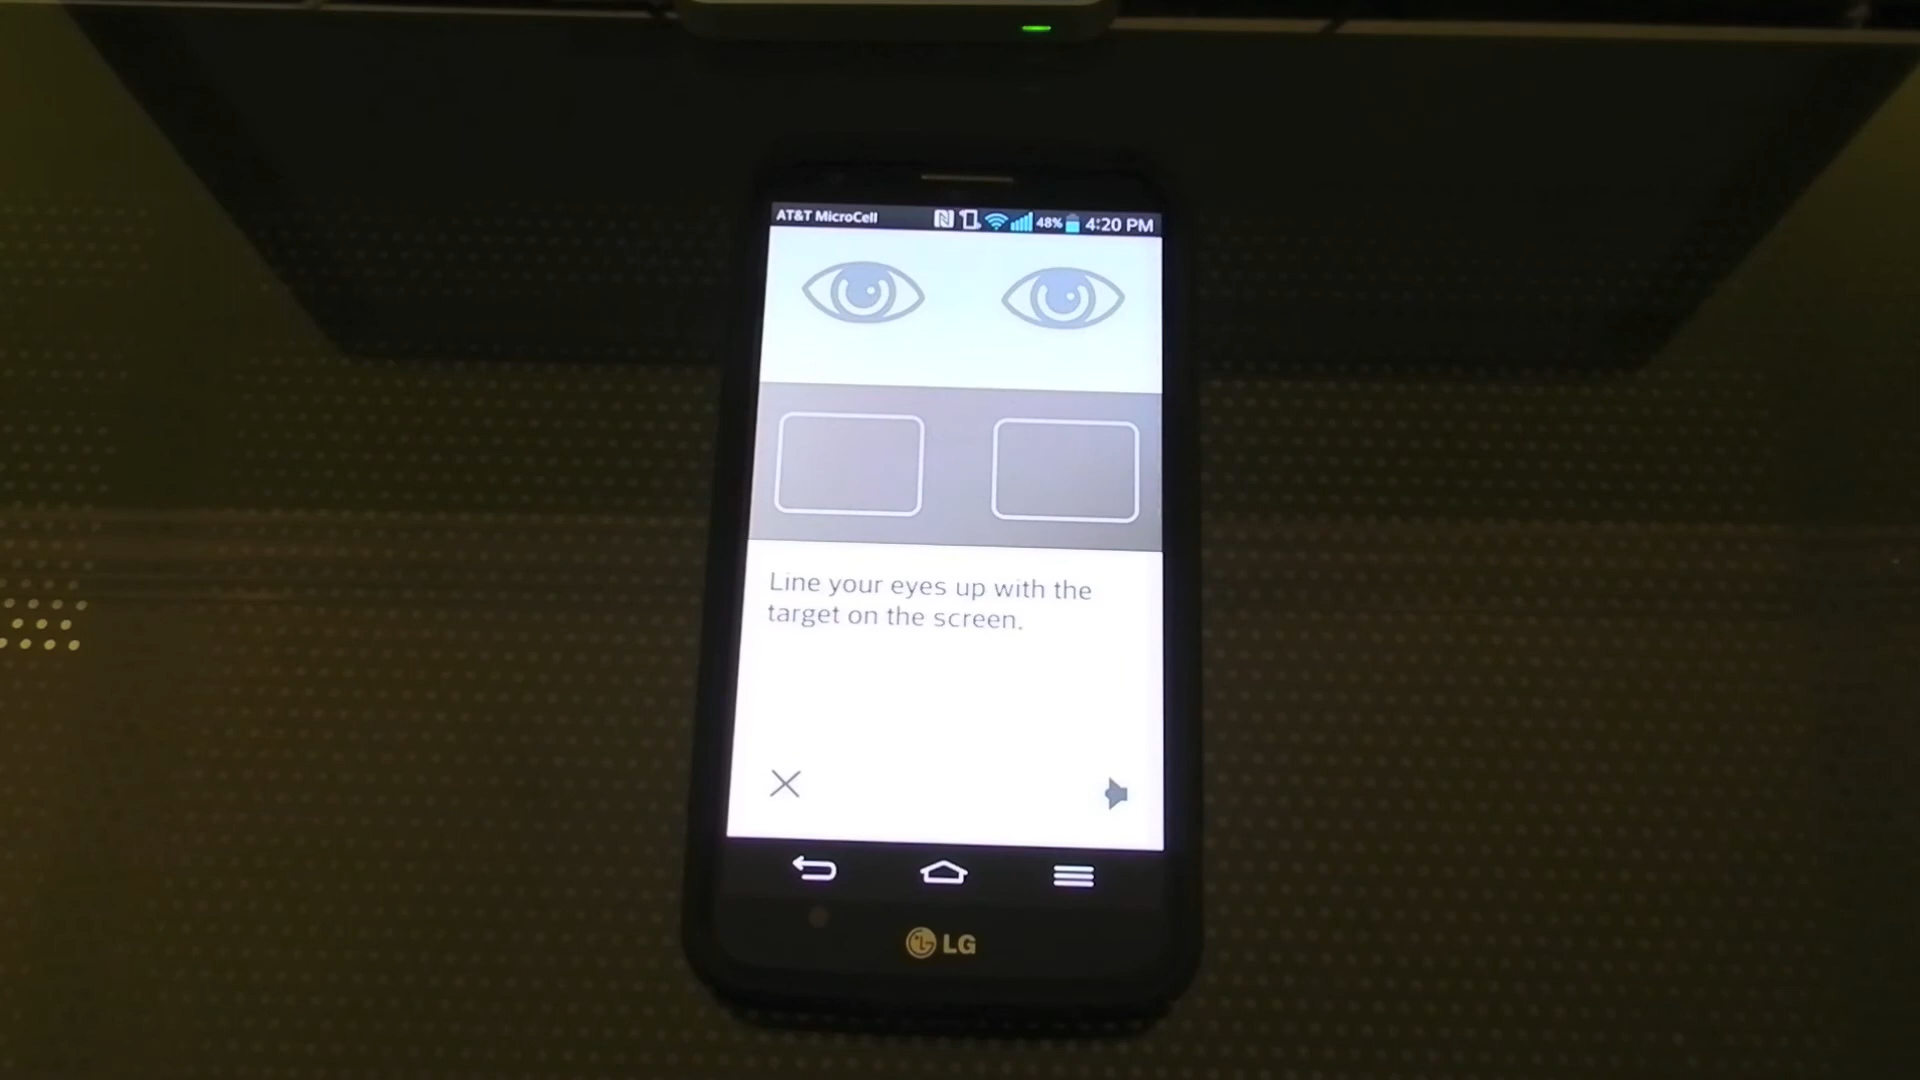 AT&T MicroCell 48% 4:20 PM
Line your eyes up with the
target on the screen.
LG